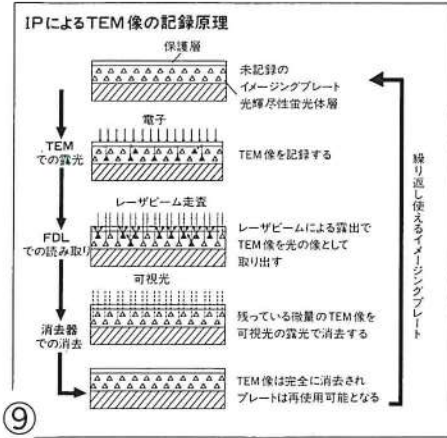 IPによるTEM像の記録原理
保護層
未記録の
イメージングプレート
光輝尽性蛍光体層
電子
TEM
での露光
TEM像を記録する
レーザビーム走査
FDL
での読み取り
レーザビームによる露出で
TEM像を光の像として
取り出す
可視光
消去器
での消去
残っている微量のTEM像を
可視光の露光で消去する
TEM像は完全に消去され
プレートは再使用可能となる
繰り返し使えるイメージングプレート
⑨